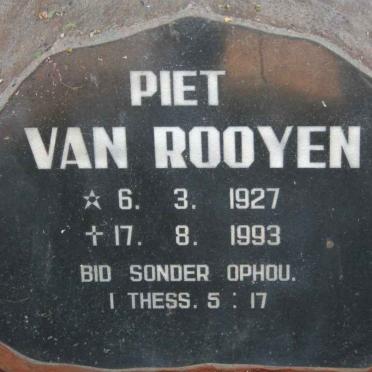 PIET
VAN ROOYEN
☆ 6. 3. 1927
✝ 17. 8. 1993
BID SONDER OPHOU.
I THESS. 5 : 17